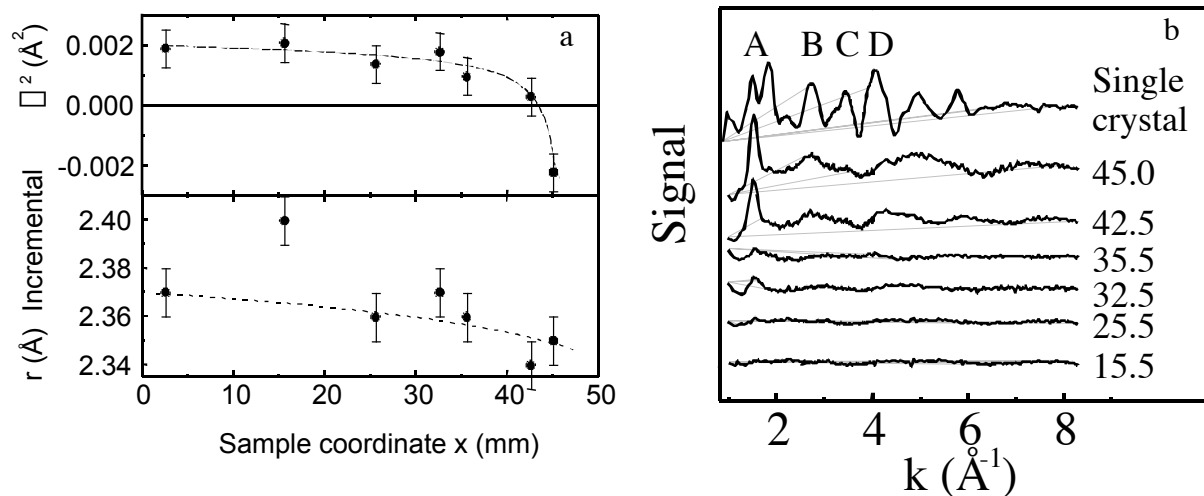 a
□² (Å²)
Incremental
0.002
0.000
-0.002
r (Å)
2.40
2.38
2.36
2.34
0 10 20 30 40 50
Sample coordinate x (mm)
b
A B C D
Single
crystal
45.0
42.5
35.5
32.5
25.5
15.5
Signal
2 4 6 8
k (Å⁻¹)